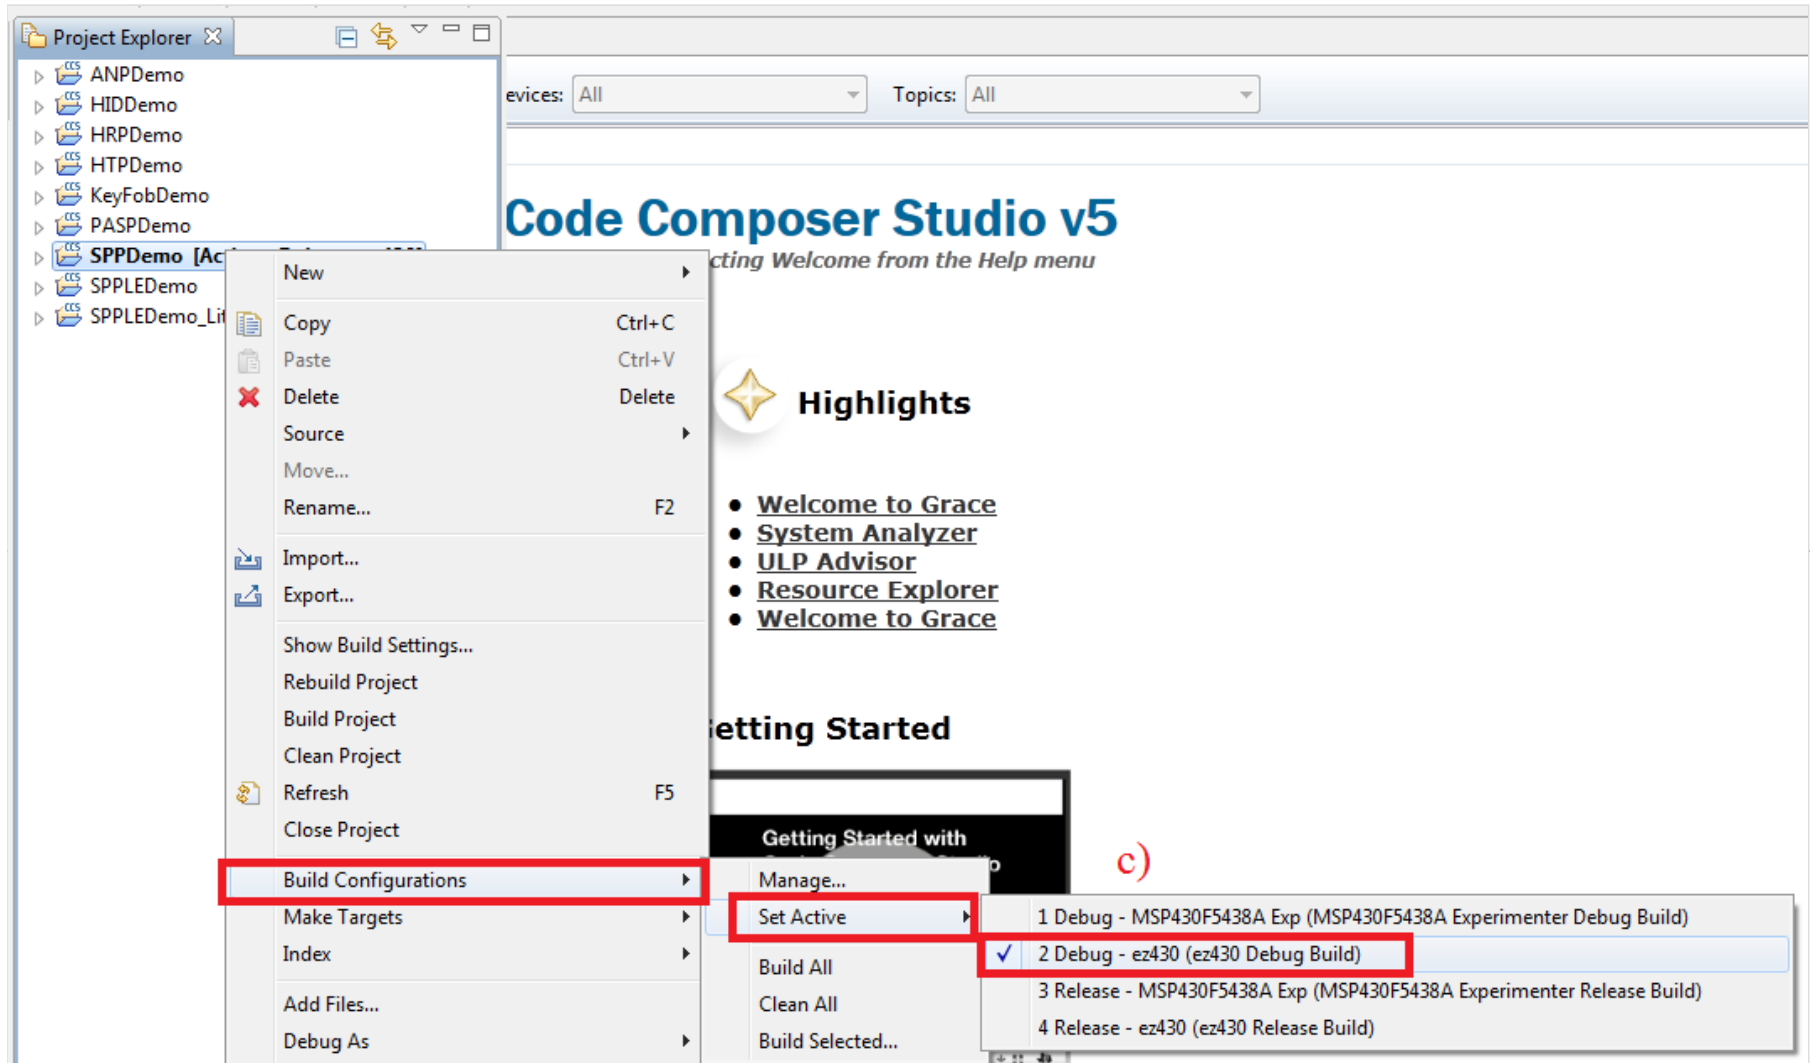 Project Explorer
ANPDemo
HIDDemo
HRPDemo
HTPDemo
KeyFobDemo
PASPDemo
SPPDemo [Ac
SPPLEDemo
SPPLEDemo_Lit
evices: All Topics: All
Code Composer Studio v5
cting Welcome from the Help menu
Highlights
Welcome to Grace
System Analyzer
ULP Advisor
Resource Explorer
Welcome to Grace
etting Started
Getting Started with
New
Copy Ctrl+C
Paste Ctrl+V
Delete Delete
Source
Move...
Rename... F2
Import...
Export...
Show Build Settings...
Rebuild Project
Build Project
Clean Project
Refresh F5
Close Project
Build Configurations
Make Targets
Index
Add Files...
Debug As
Manage...
Set Active
Build All
Clean All
Build Selected...
c)
1 Debug - MSP430F5438A Exp (MSP430F5438A Experimenter Debug Build)
2 Debug - ez430 (ez430 Debug Build)
3 Release - MSP430F5438A Exp (MSP430F5438A Experimenter Release Build)
4 Release - ez430 (ez430 Release Build)